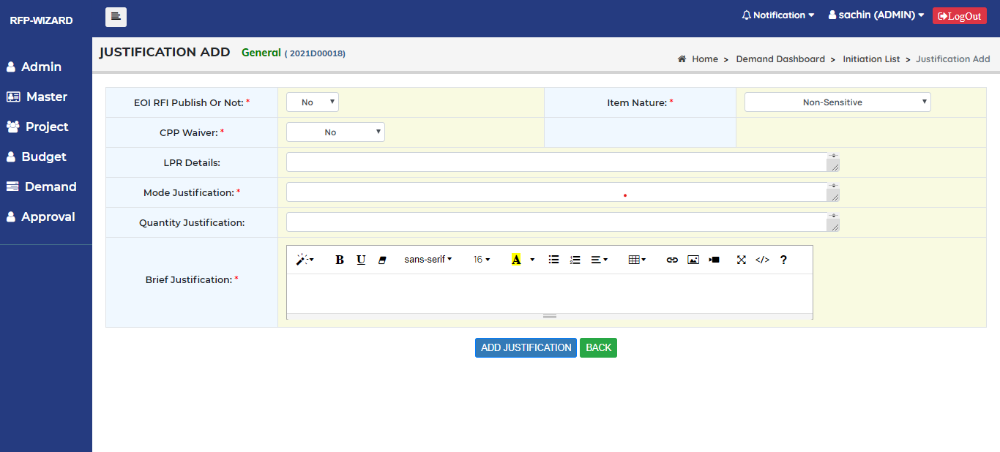 RFP-WIZARD
Notification
sachin (ADMIN)
LogOut
Admin
Master
Project
Budget
Demand
Approval
JUSTIFICATION ADD General ( 2021D00018)
Home > Demand Dashboard > Initiation List > Justification Add
EOI RFI Publish Or Not: * No Item Nature: * Non-Sensitive
CPP Waiver: * No
LPR Details:
Mode Justification: *
Quantity Justification:
Brief Justification: *
B U sans-serif 16 A </> ?
ADD JUSTIFICATION BACK